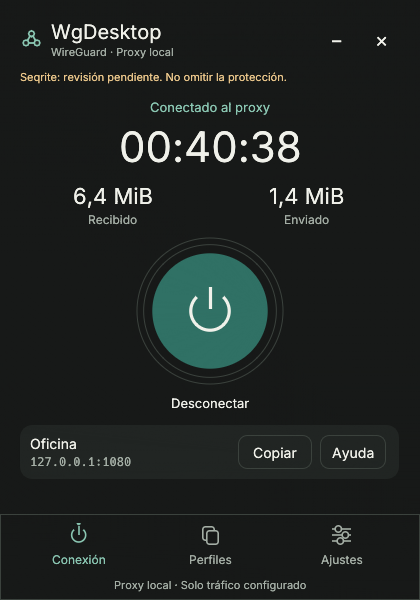 WgDesktop
WireGuard · Proxy local
Seqrite: revisión pendiente. No omitir la protección.
Conectado al proxy
00:40:38
6,4 MiB 1,4 MiB
Recibido Enviado
Desconectar
Oficina
127.0.0.1:1080
Copiar Ayuda
Conexión Perfiles Ajustes
Proxy local · Solo tráfico configurado